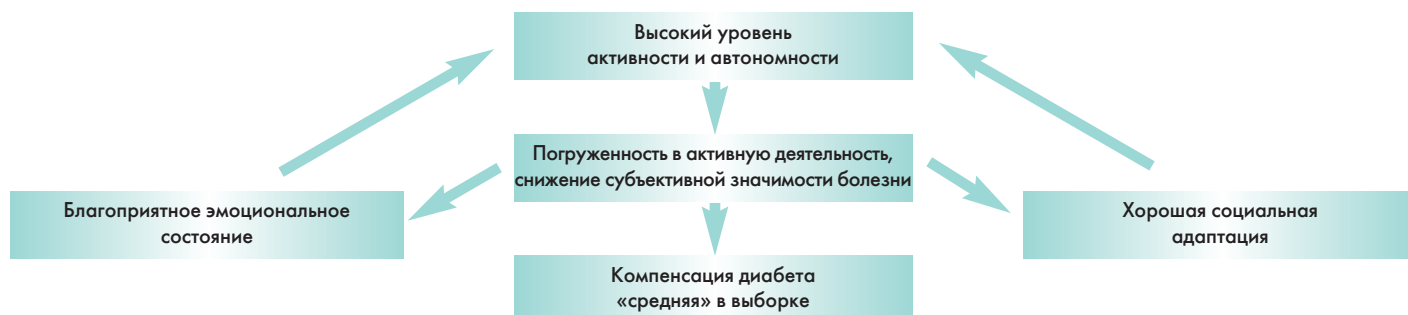 Высокий уровень
активности и автономности
Погруженность в активную деятельность,
снижение субъективной значимости болезни
Благоприятное эмоциональное
состояние
Хорошая социальная
адаптация
Компенсация диабета
«средняя» в выборке